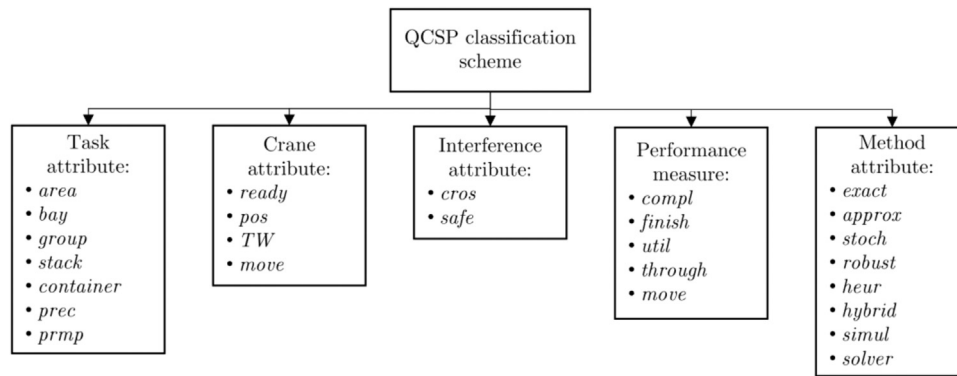 QCSP classification
scheme
Task
attribute:
• area
• bay
• group
• stack
• container
• prec
• prmp
Crane
attribute:
• ready
• pos
• TW
• move
Interference
attribute:
• cros
• safe
Performance
measure:
• compl
• finish
• util
• through
• move
Method
attribute:
• exact
• approx
• stoch
• robust
• heur
• hybrid
• simul
• solver